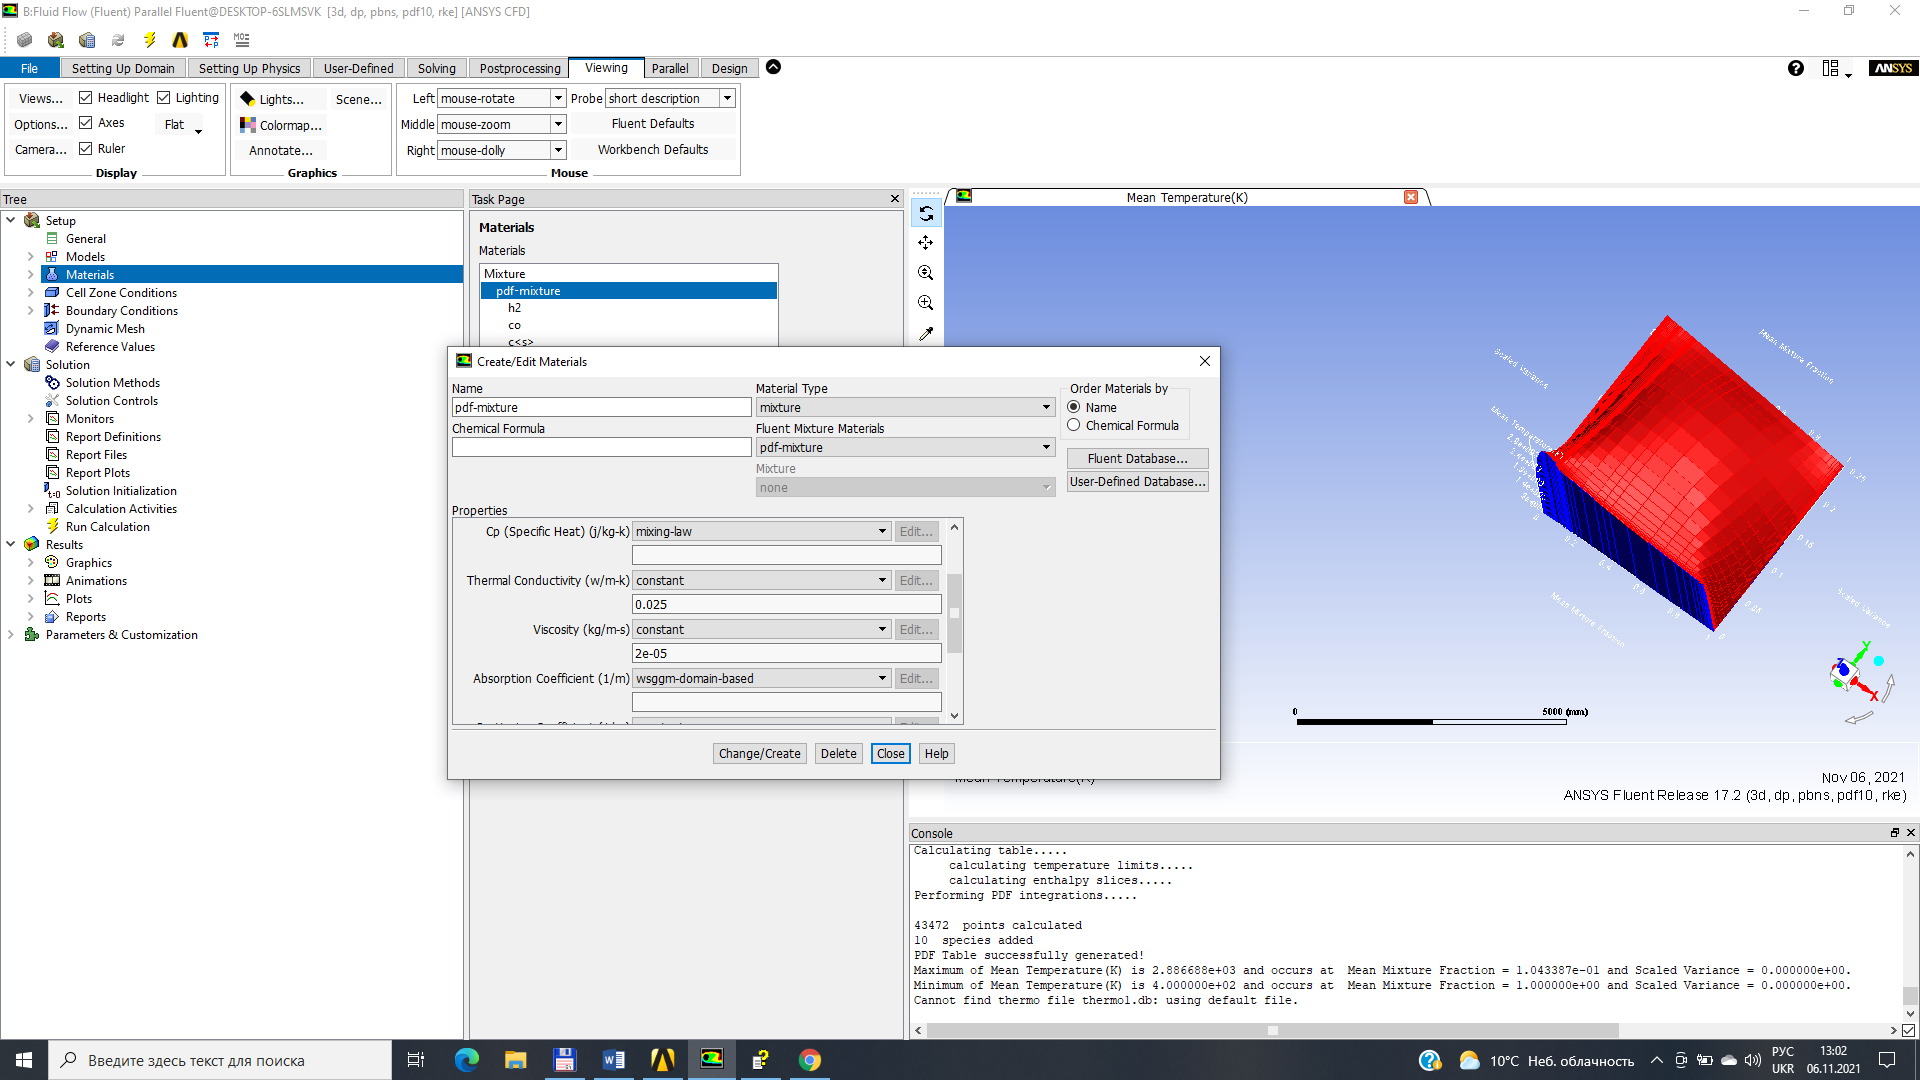 B:Fluid Flow (Fluent) Parallel Fluent@DESKTOP-6SLMSVK [3d, dp, pbns, pdf10, rke] [ANSYS CFD]
File Setting Up Domain Setting Up Physics User-Defined Solving Postprocessing Viewing Parallel Design ANSYS
Views... Headlight Lighting Lights... Scene... Left mouse-rotate Probe short description
Options... Axes Flat Colormap... Middle mouse-zoom Fluent Defaults
Camera... Ruler Annotate... Right mouse-dolly Workbench Defaults
Display Graphics Mouse
Tree
Setup
General
Models
Materials
Cell Zone Conditions
Boundary Conditions
Dynamic Mesh
Reference Values
Solution
Solution Methods
Solution Controls
Monitors
Report Definitions
Report Files
Report Plots
Solution Initialization
Calculation Activities
Run Calculation
Results
Graphics
Animations
Plots
Reports
Parameters & Customization
Task Page
Materials
Materials
Mixture
pdf-mixture
h2
co
c<s>
Create/Edit Materials
Name
pdf-mixture
Chemical Formula
Material Type
mixture
Fluent Mixture Materials
pdf-mixture
Mixture
none
Order Materials by
Name
Chemical Formula
Fluent Database...
User-Defined Database...
Properties
Cp (Specific Heat) (j/kg-k) mixing-law Edit...
Thermal Conductivity (w/m-k) constant Edit...
0.025
Viscosity (kg/m-s) constant Edit...
2e-05
Absorption Coefficient (1/m) wsggm-domain-based Edit...
Change/Create Delete Close Help
Mean Temperature(K)
Scaled Variance
Mean Mixture Fraction
Mean Mixture Fraction
Scaled Variance
Z Y X
0 5000 (mm)
Mean Temperature(K)
Nov 06, 2021
ANSYS Fluent Release 17.2 (3d, dp, pbns, pdf10, rke)
Console
Calculating table.....
calculating temperature limits.....
calculating enthalpy slices.....
Performing PDF integrations.....
43472 points calculated
10 species added
PDF Table successfully generated!
Maximum of Mean Temperature(K) is 2.886688e+03 and occurs at Mean Mixture Fraction = 1.043387e-01 and Scaled Variance = 0.000000e+00.
Minimum of Mean Temperature(K) is 4.000000e+02 and occurs at Mean Mixture Fraction = 1.000000e+00 and Scaled Variance = 0.000000e+00.
Cannot find thermo file thermol.db: using default file.
Введите здесь текст для поиска
10°C Неб. облачность
РУС
UKR
13:02
06.11.2021